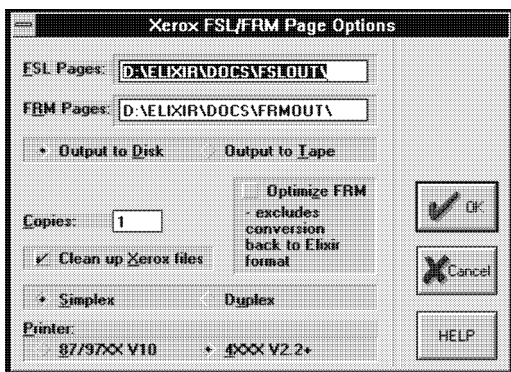 Xerox FSL/FRM Page Options
FSL Pages: D:\ELIXIR\DOCS\FSLOUT\
FRM Pages: D:\ELIXIR\DOCS\FRMOUT\
Output to Disk Output to Tape
Optimize FRM
- excludes
conversion
back to Elixir
format
Copies: 1
Clean up Xerox files
Simplex Duplex
Printer:
87/97XX V10 4XXX V2.2+
OK
Cancel
HELP